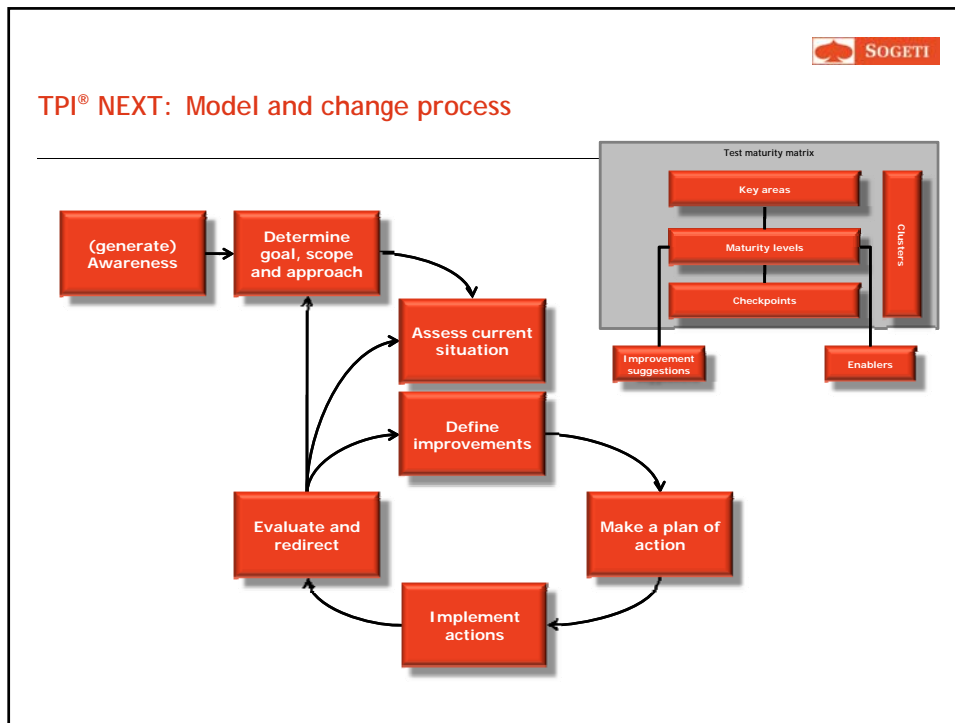 SOGETI
TPI® NEXT: Model and change process
Test maturity matrix
Key areas
Maturity levels
Checkpoints
Clusters
Improvement
suggestions
Enablers
(generate)
Awareness
Determine
goal, scope
and approach
Assess current
situation
Define
improvements
Evaluate and
redirect
Make a plan of
action
Implement
actions